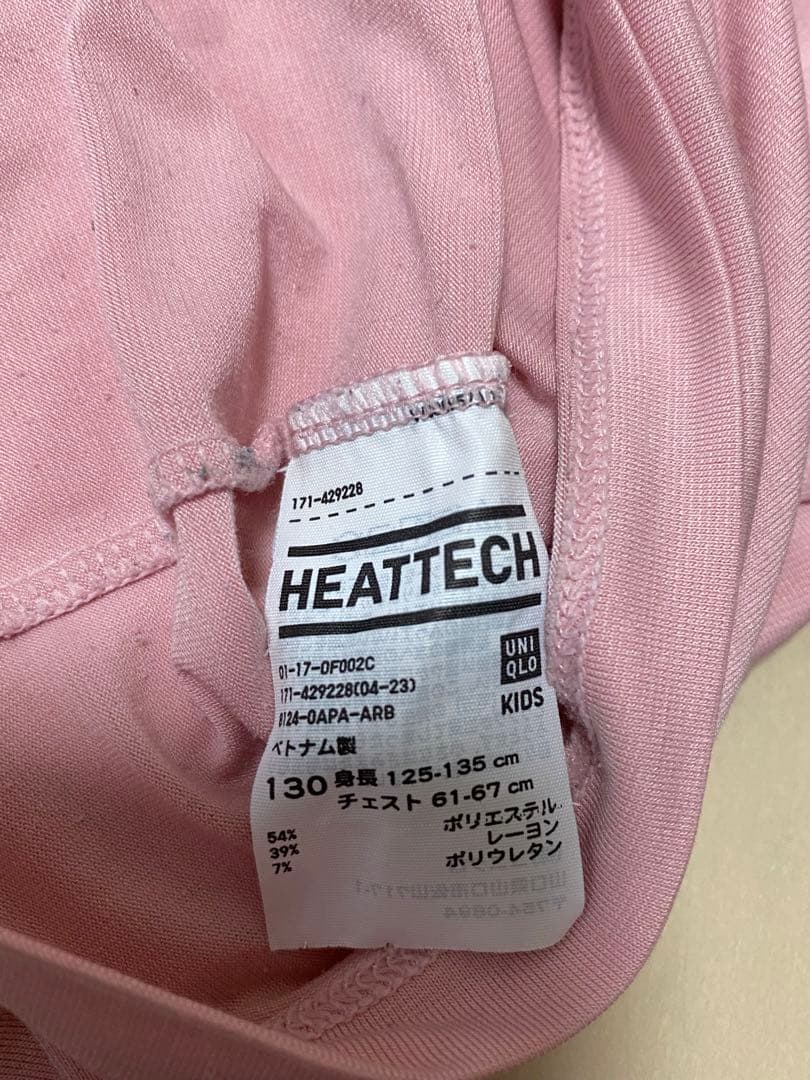 171-429228
HEATTECH
UNI
QLO
KIDS
01-17-0F002C
171-429228(04-23)
8124-0APA-ARB
ベトナム製
130 身長 125-135 cm
チェスト 61-67 cm
54% ポリエステル
39% レーヨン
7% ポリウレタン
〒754-0894